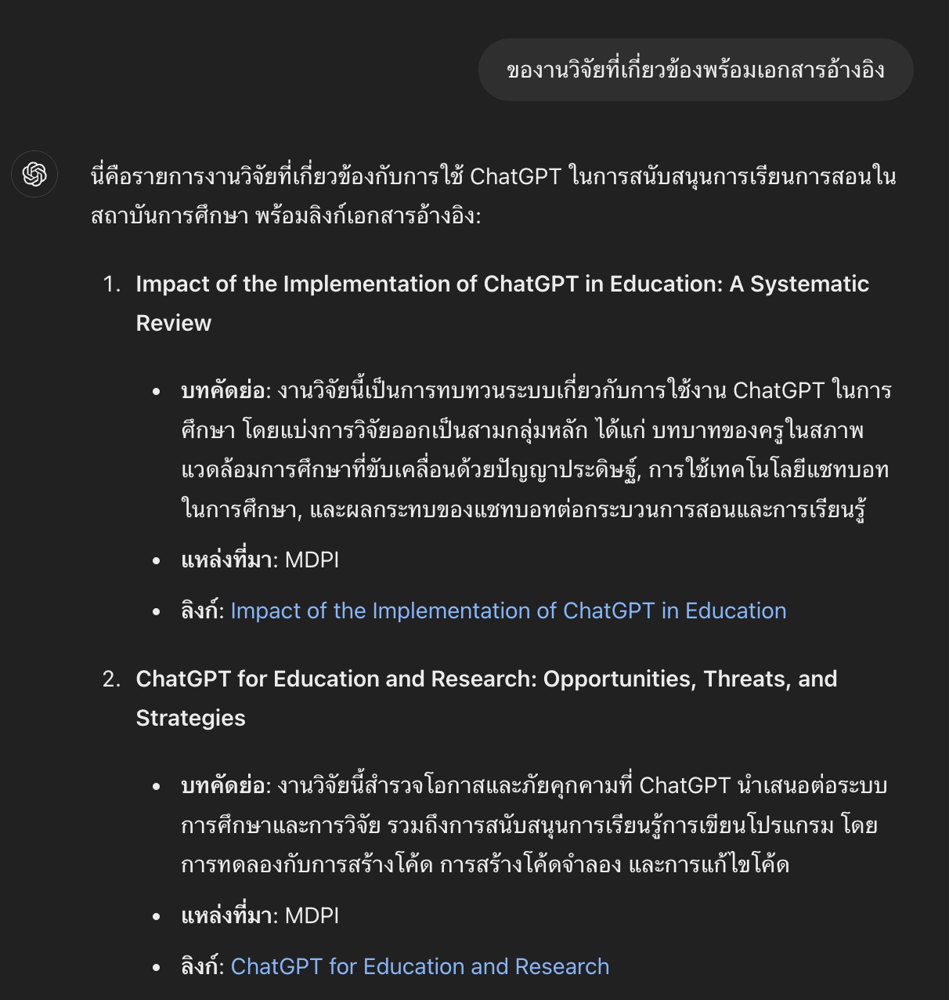 ของานวิจัยที่เกี่ยวข้องพร้อมเอกสารอ้างอิง
นี่คือรายการงานวิจัยที่เกี่ยวข้องกับการใช้ ChatGPT ในการสนับสนุนการเรียนการสอนใน
สถาบันการศึกษา พร้อมลิงก์เอกสารอ้างอิง:
1. Impact of the Implementation of ChatGPT in Education: A Systematic
Review
• บทคัดย่อ: งานวิจัยนี้เป็นการทบทวนระบบเกี่ยวกับการใช้งาน ChatGPT ในการ
ศึกษา โดยแบ่งการวิจัยออกเป็นสามกลุ่มหลัก ได้แก่ บทบาทของครูในสภาพ
แวดล้อมการศึกษาที่ขับเคลื่อนด้วยปัญญาประดิษฐ์, การใช้เทคโนโลยีแชทบอท
ในการศึกษา, และผลกระทบของแชทบอทต่อกระบวนการสอนและการเรียนรู้
• แหล่งที่มา: MDPI
• ลิงก์: Impact of the Implementation of ChatGPT in Education
2. ChatGPT for Education and Research: Opportunities, Threats, and
Strategies
• บทคัดย่อ: งานวิจัยนี้สำรวจโอกาสและภัยคุกคามที่ ChatGPT นำเสนอต่อระบบ
การศึกษาและการวิจัย รวมถึงการสนับสนุนการเรียนรู้การเขียนโปรแกรม โดย
การทดลองกับการสร้างโค้ด การสร้างโค้ดจำลอง และการแก้ไขโค้ด
• แหล่งที่มา: MDPI
• ลิงก์: ChatGPT for Education and Research